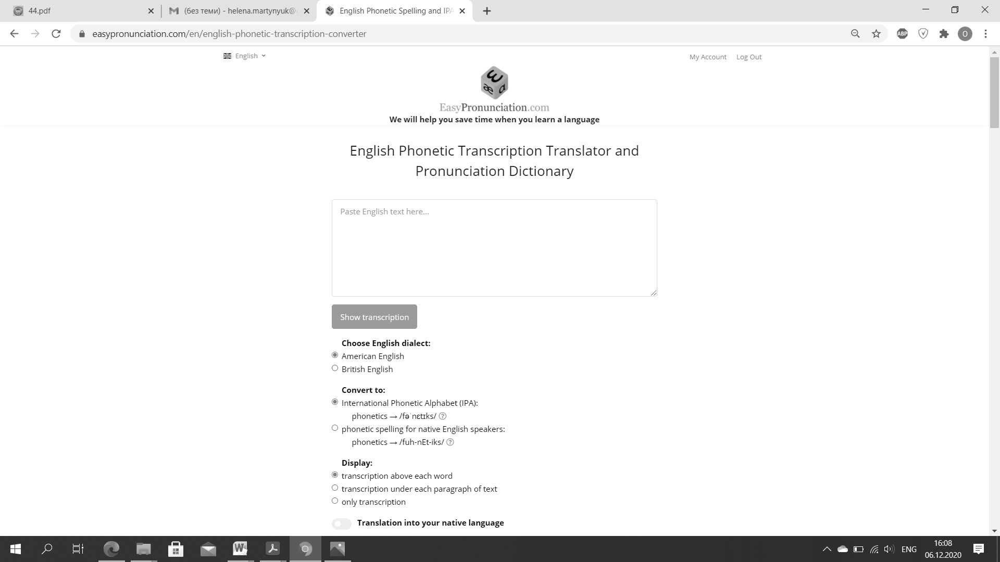 44.pdf
(без теми) - helena.martynyuk@
English Phonetic Spelling and IPA
easypronunciation.com/en/english-phonetic-transcription-converter
ABP
O
English
My Account Log Out
EasyPronunciation.com
We will help you save time when you learn a language
English Phonetic Transcription Translator and
Pronunciation Dictionary
Paste English text here...
Show transcription
Choose English dialect:
American English
British English
Convert to:
International Phonetic Alphabet (IPA):
phonetics → /fəˈnɛtɪks/ ?
phonetic spelling for native English speakers:
phonetics → /fuh-nEt-iks/ ?
Display:
transcription above each word
transcription under each paragraph of text
only transcription
Translation into your native language
ENG
16:08
06.12.2020